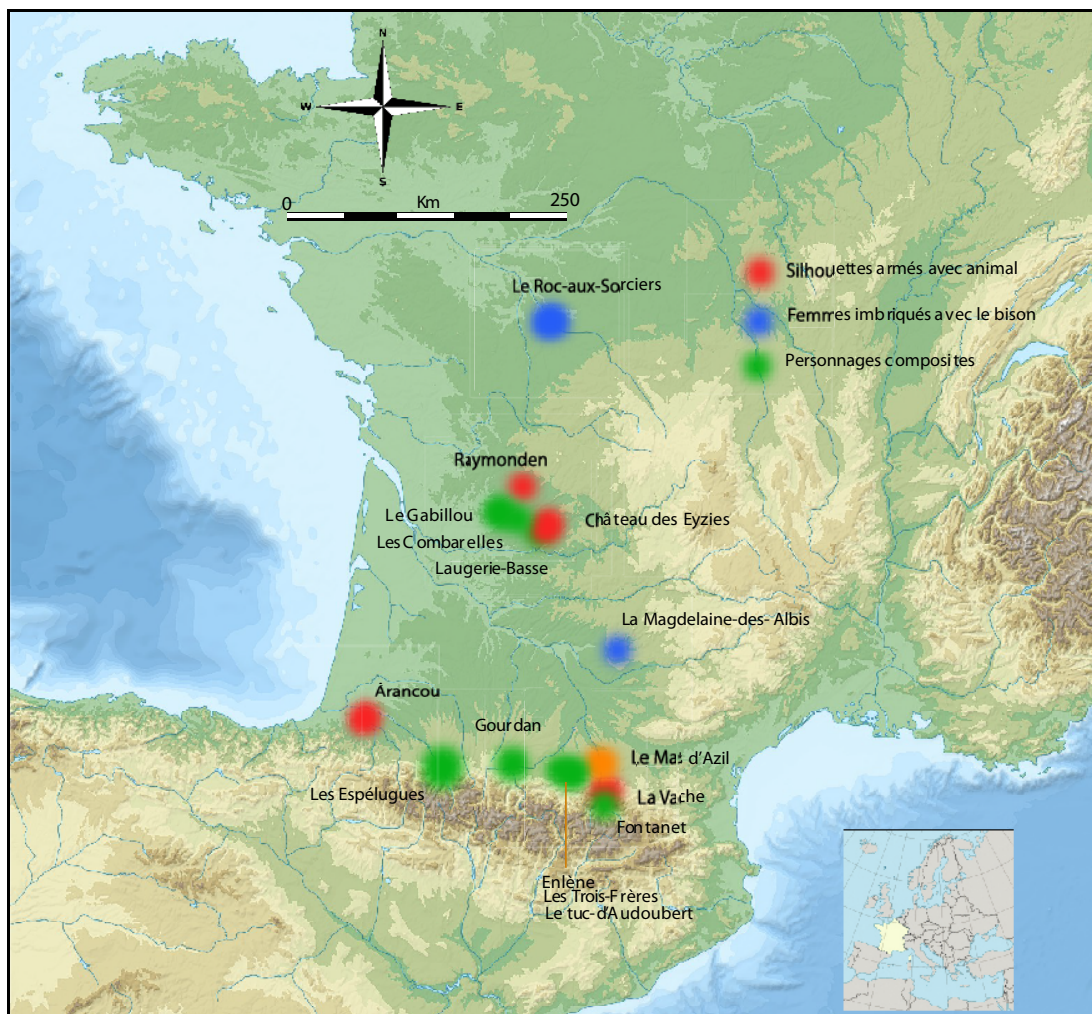 N
W
E
S
0 Km 250
Silhouettes armés avec animal
Le Roc-aux-Sorciers
Femmes imbriqués avec le bison
Personnages composites
Raymonden
Le Gabillou
Château des Eyzies
Les Combarelles
Laugerie-Basse
La Magdelaine-des-Albis
Arancou
Gourdan
Le Mas d'Azil
Les Espélugues
La Vache
Fontanet
Enlène
Les Trois-Frères
Le tuc-d'Audoubert